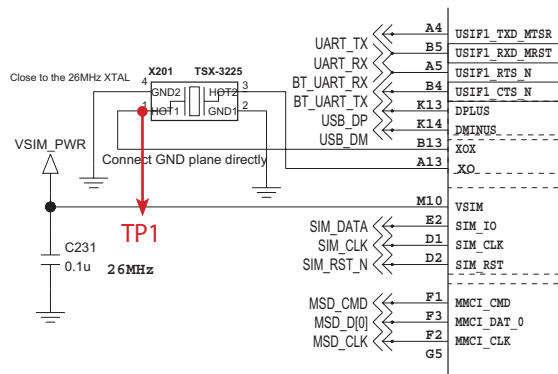 A4 USIF1_TXD_MTSR
UART_TX
B5 USIF1_RXD_MRST
UART_RX
A5 USIF1_RTS_N
BT_UART_RX
B4 USIF1_CTS_N
BT_UART_TX
K13 DPLUS
USB_DP
K14 DMINUS
USB_DM
B13 XOX
A13 XO
X201 TSX-3225
Close to the 26MHz XTAL
4 GND2 HOT2 3
1 HOT1 GND1 2
Connect GND plane directly
VSIM_PWR
TP1
M10 VSIM
C231
0.1u
26MHz
SIM_DATA E2 SIM_IO
SIM_CLK D1 SIM_CLK
SIM_RST_N D2 SIM_RST
MSD_CMD F1 MMCI_CMD
MSD_D[0] F3 MMCI_DAT_0
MSD_CLK F2 MMCI_CLK
G5